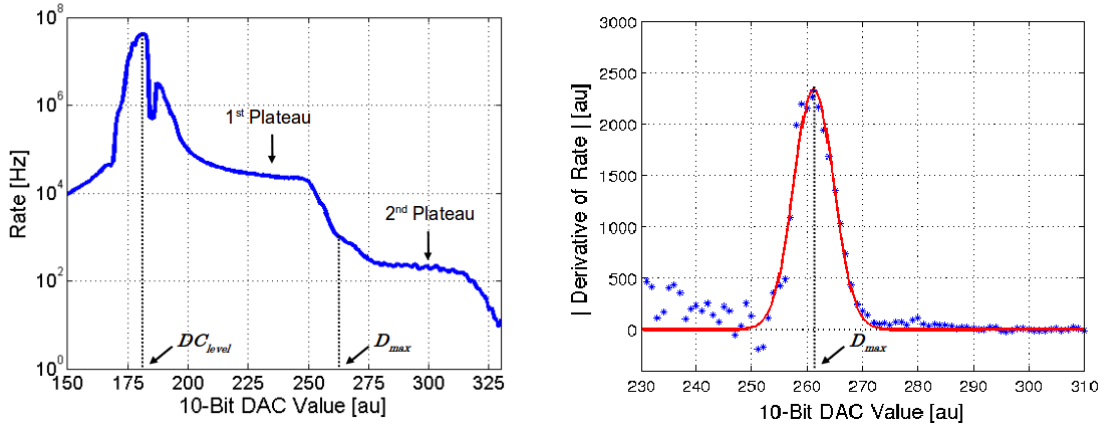 10^8
10^6
10^4
10^2
10^0
Rate [Hz]
1st Plateau
2nd Plateau
DC_level
D_max
150 175 200 225 250 275 300 325
10-Bit DAC Value [au]
3000
2500
2000
1500
1000
500
0
| Derivative of Rate | [au]
D_max
230 240 250 260 270 280 290 300 310
10-Bit DAC Value [au]